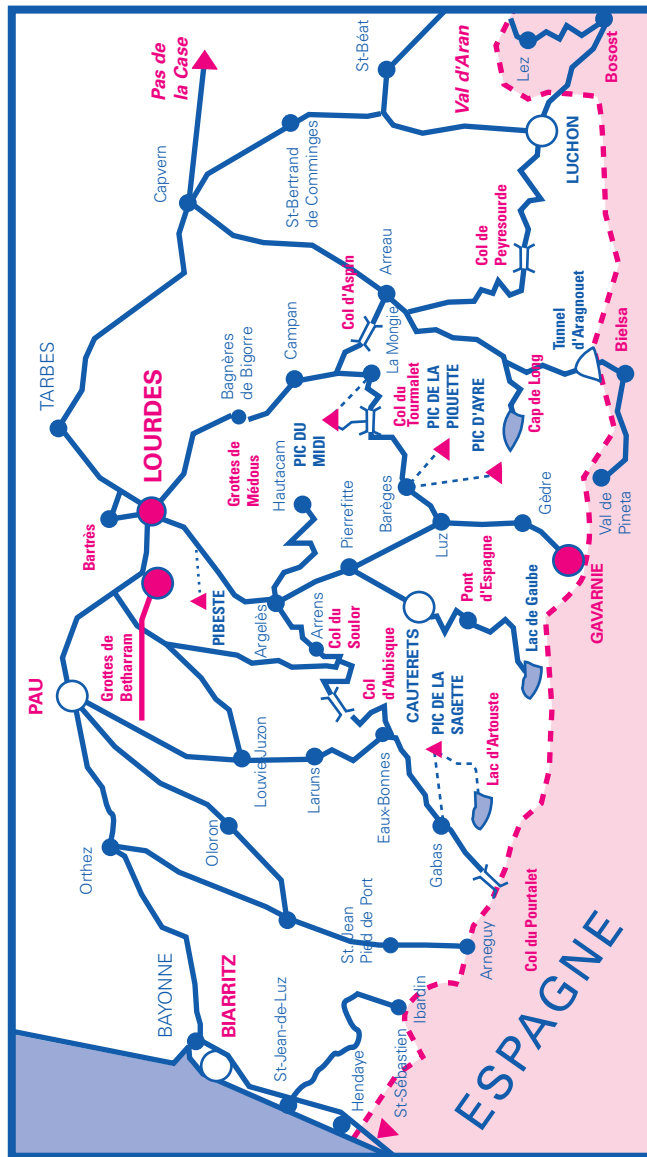 BAYONNE
BIARRITZ
St-Jean-de-Luz
Hendaye
St-Sébastien
Ibardin
Orthez
Oloron
St. Jean
Pied de Port
Arneguy
PAU
Grottes de
Betharram
Louvie-Juzon
Laruns
Eaux-Bonnes
Gabas
Col du Pourtalet
ESPAGNE
TARBES
LOURDES
Bartrès
PIBESTE
Argelès
Arrens
Col du
Soulor
Col
d'Aubisque
CAUTERETS
PIC DE LA
SAGETTE
Lac d'Artouste
Bagnères
de Bigorre
Grottes de
Médous
Hautacam
Pierrefitte
Pont
d'Espagne
Lac de Gaube
Campan
PIC DU
MIDI
Col du
Tourmalet
Barèges
Luz
Gèdre
GAVARNIE
La Mongie
PIC DE LA
PIQUETTE
PIC D'AYRE
Cap de Long
Val de
Pineta
Capvern
Pas de
la Case
St-Bertrand
de Comminges
Col d'Aspin
Arreau
Col de
Peyresourde
Tunnel
d'Aragnouet
Bielsa
St-Béat
Val d'Aran
LUCHON
Lez
Bosost